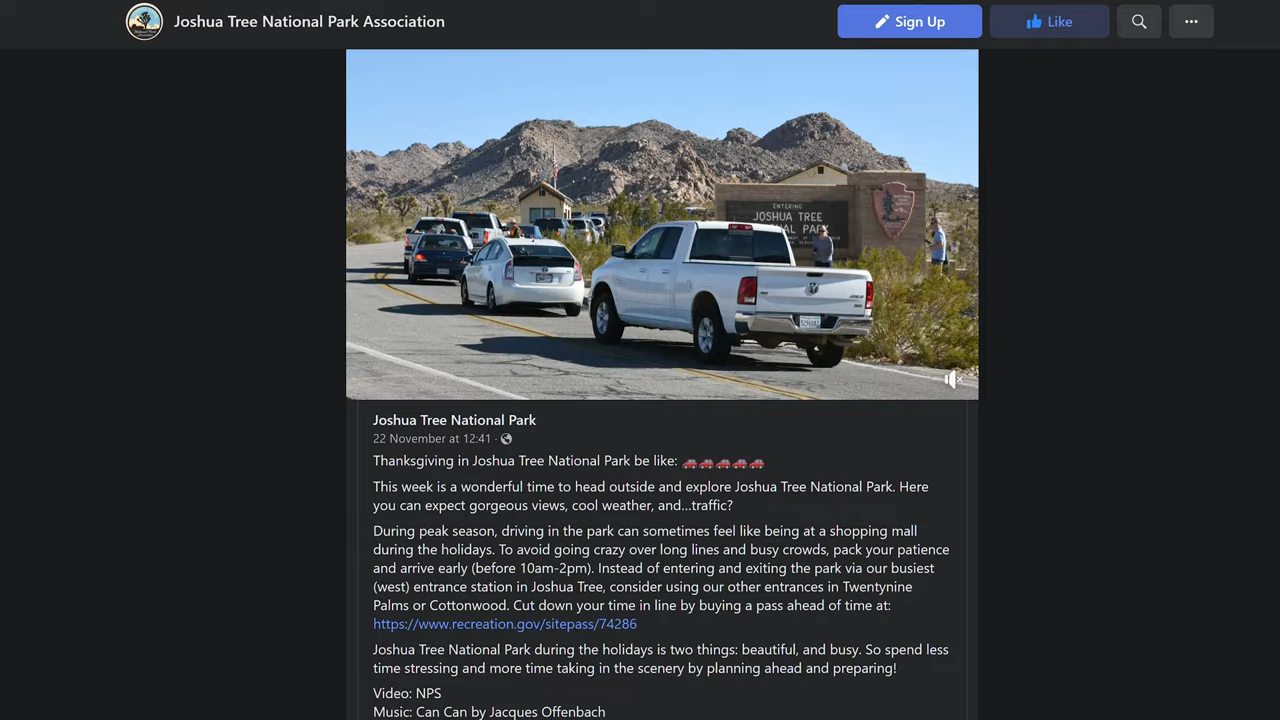 Joshua Tree National Park Association
Sign Up
Like
ENTERING
JOSHUA TREE
NATIONAL PARK
Joshua Tree National Park
22 November at 12:41 ·
Thanksgiving in Joshua Tree National Park be like: 🚗🚗🚗🚗🚗
This week is a wonderful time to head outside and explore Joshua Tree National Park. Here
you can expect gorgeous views, cool weather, and...traffic?
During peak season, driving in the park can sometimes feel like being at a shopping mall
during the holidays. To avoid going crazy over long lines and busy crowds, pack your patience
and arrive early (before 10am-2pm). Instead of entering and exiting the park via our busiest
(west) entrance station in Joshua Tree, consider using our other entrances in Twentynine
Palms or Cottonwood. Cut down your time in line by buying a pass ahead of time at:
https://www.recreation.gov/sitepass/74286
Joshua Tree National Park during the holidays is two things: beautiful, and busy. So spend less
time stressing and more time taking in the scenery by planning ahead and preparing!
Video: NPS
Music: Can Can by Jacques Offenbach